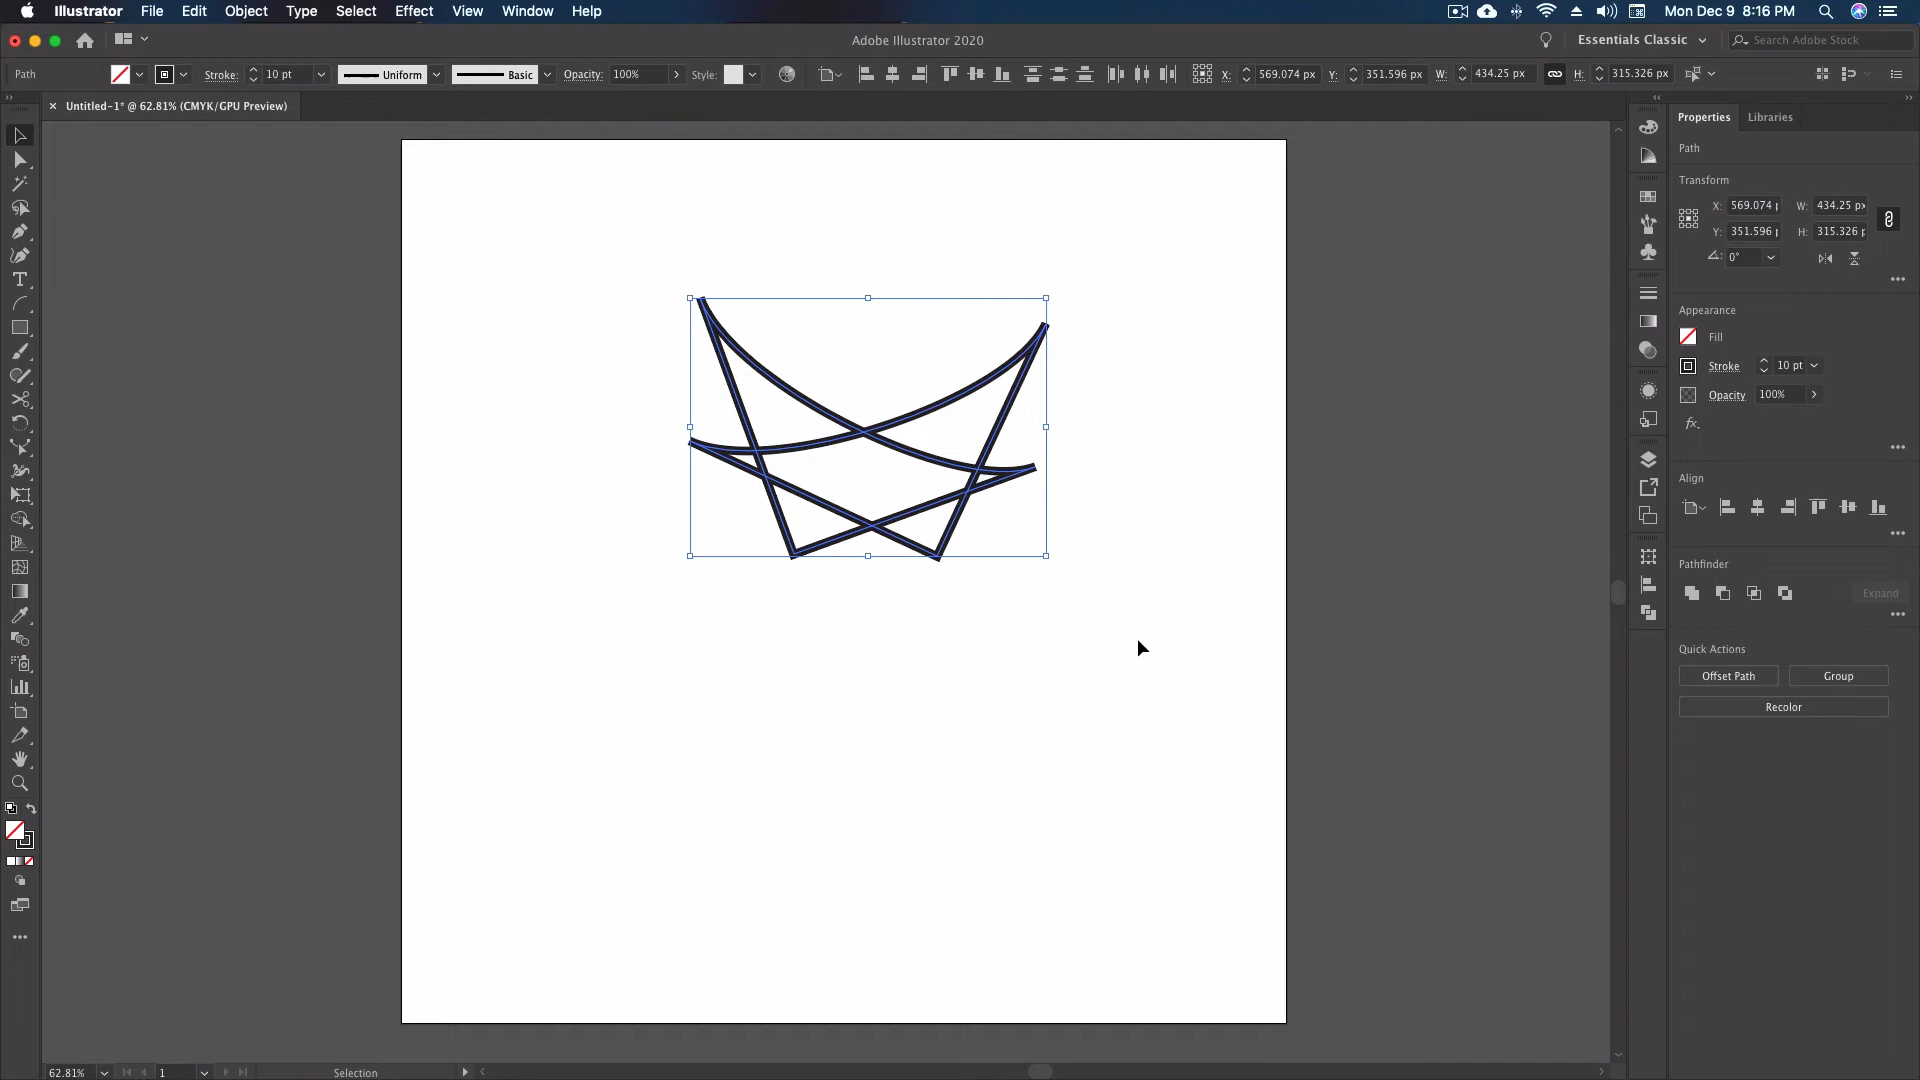 Illustrator File Edit Object Type Select Effect View Window Help Mon Dec 9 8:16 PM
Adobe Illustrator 2020 Essentials Classic Search Adobe Stock
Path Stroke: 10 pt Uniform Basic Opacity: 100% Style: X: 569.074 px Y: 351.596 px W: 434.25 px H: 315.326 px
× Untitled-1* @ 62.81% (CMYK/GPU Preview)
Properties Libraries
Path
Transform
X: 569.074 W: 434.25 px
Y: 351.596 H: 315.326
0°
Appearance
Fill
Stroke 10 pt
Opacity 100%
fx.
Align
Pathfinder
Expand
Quick Actions
Offset Path Group
Recolor
62.81% 1 Selection